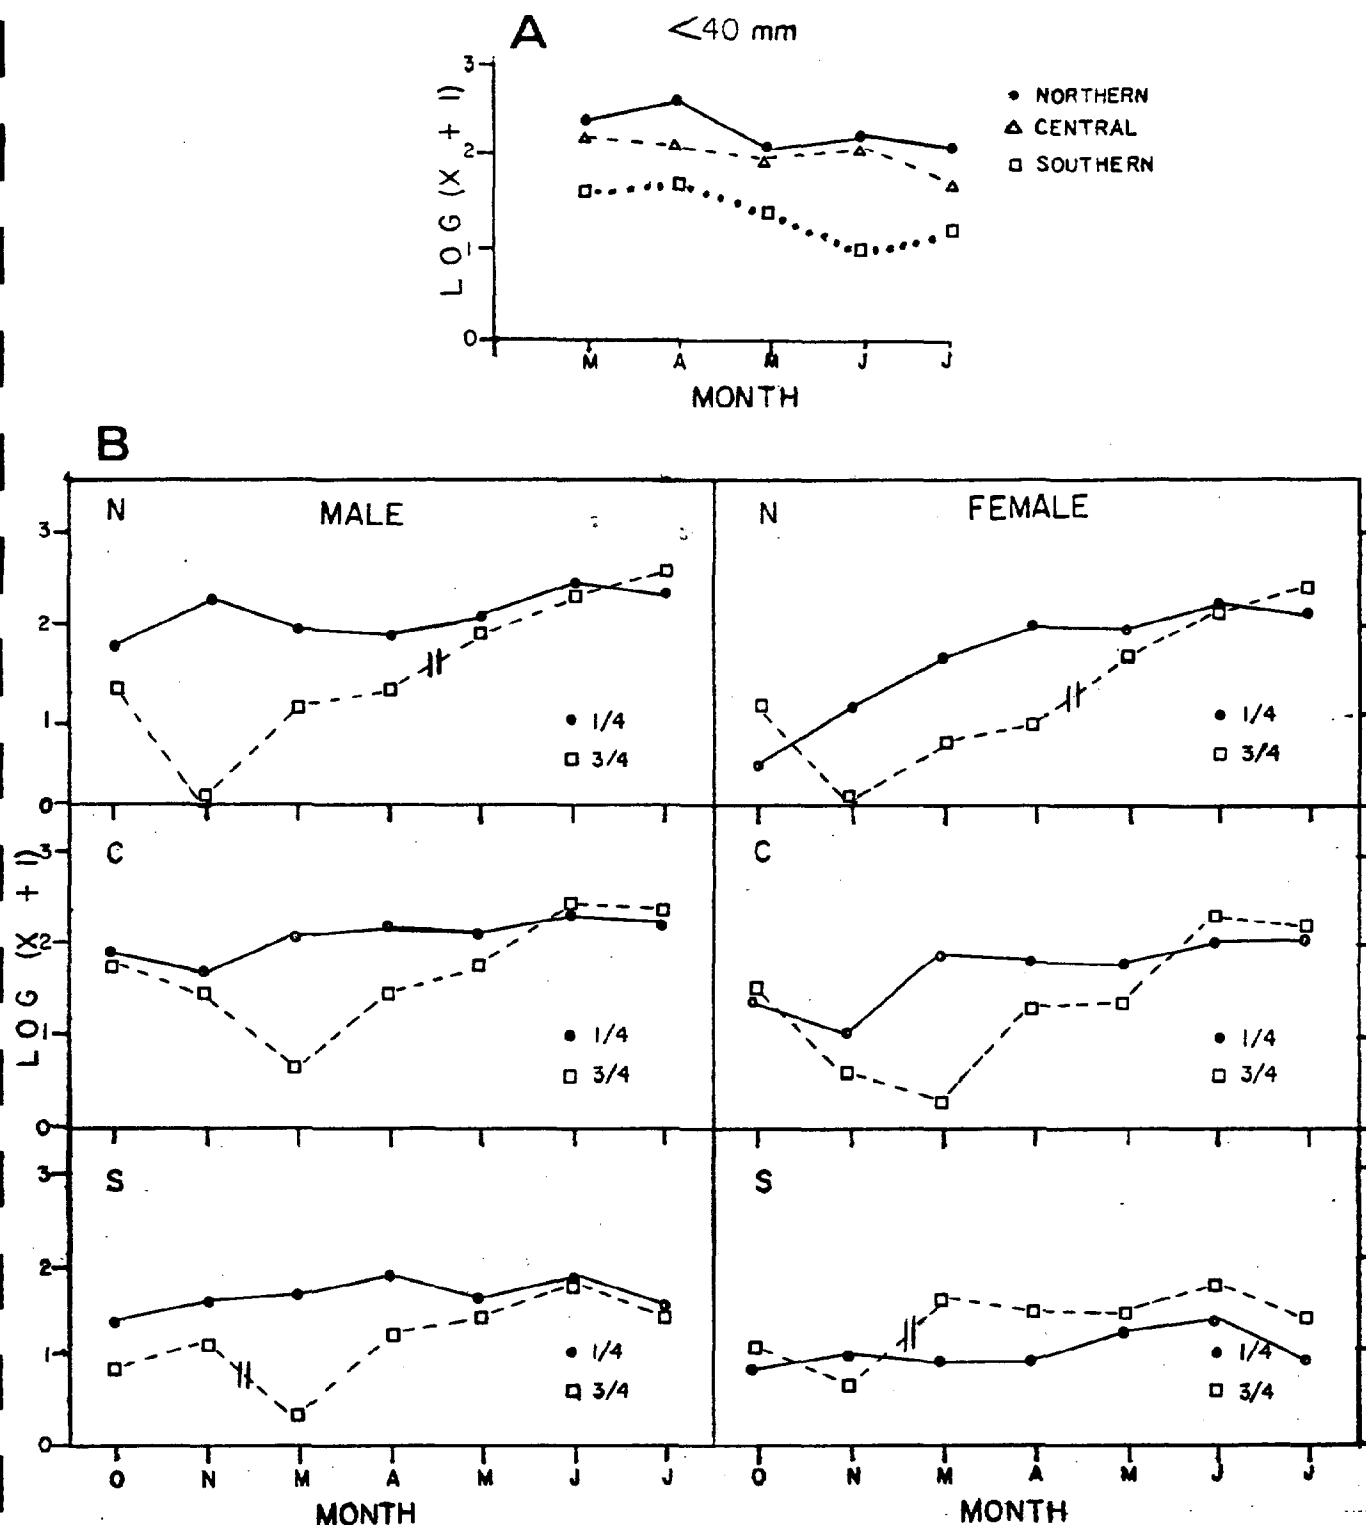 A
<40 mm
3
2
1
0
LOG (X + 1)
NORTHERN
CENTRAL
SOUTHERN
M A M J J
MONTH
B
N MALE
N FEMALE
3
2
1
0
1/4
3/4
1/4
3/4
LOG (X + 1)
C
C
3
2
1
0
1/4
3/4
1/4
3/4
S
S
3
2
1
0
1/4
3/4
1/4
3/4
O N M A M J J
O N M A M J J
MONTH
MONTH